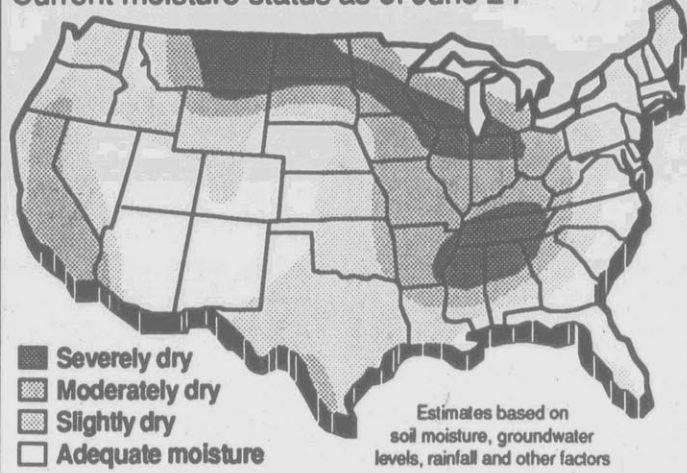 Current moisture status as of June 24
Severely dry
Moderately dry
Slightly dry
Adequate moisture
Estimates based on
soil moisture, groundwater
levels, rainfall and other factors